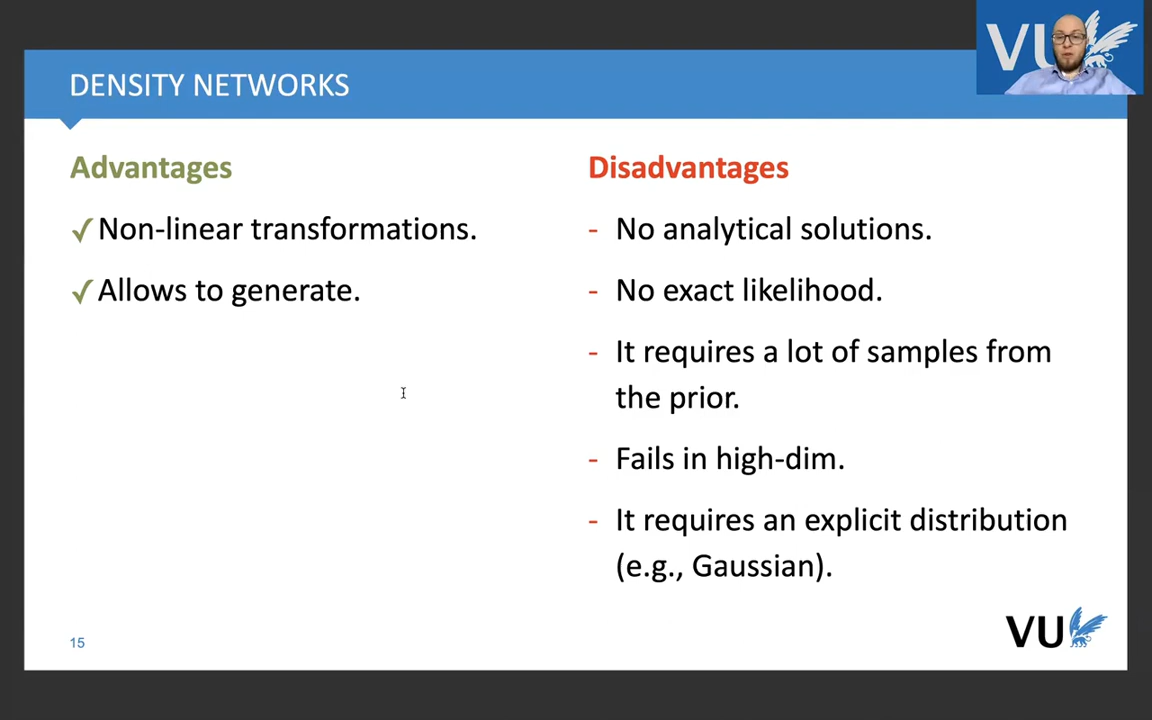 DENSITY NETWORKS
VU
Advantages
✓ Non-linear transformations.
✓ Allows to generate.
Disadvantages
- No analytical solutions.
- No exact likelihood.
- It requires a lot of samples from
the prior.
- Fails in high-dim.
- It requires an explicit distribution
(e.g., Gaussian).
15
VU